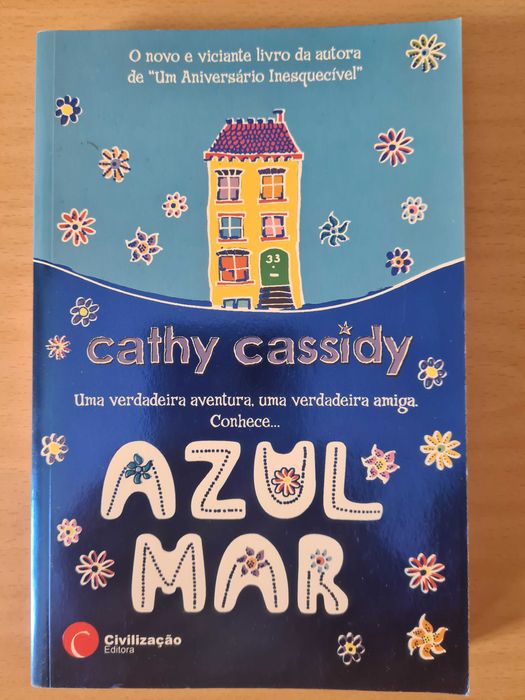 O novo e viciante livro da autora
de "Um Aniversário Inesquecível"
33
cathy cassidy
Uma verdadeira aventura, uma verdadeira amiga.
Conhece...
AZUL
MAR
C
Civilização
Editora